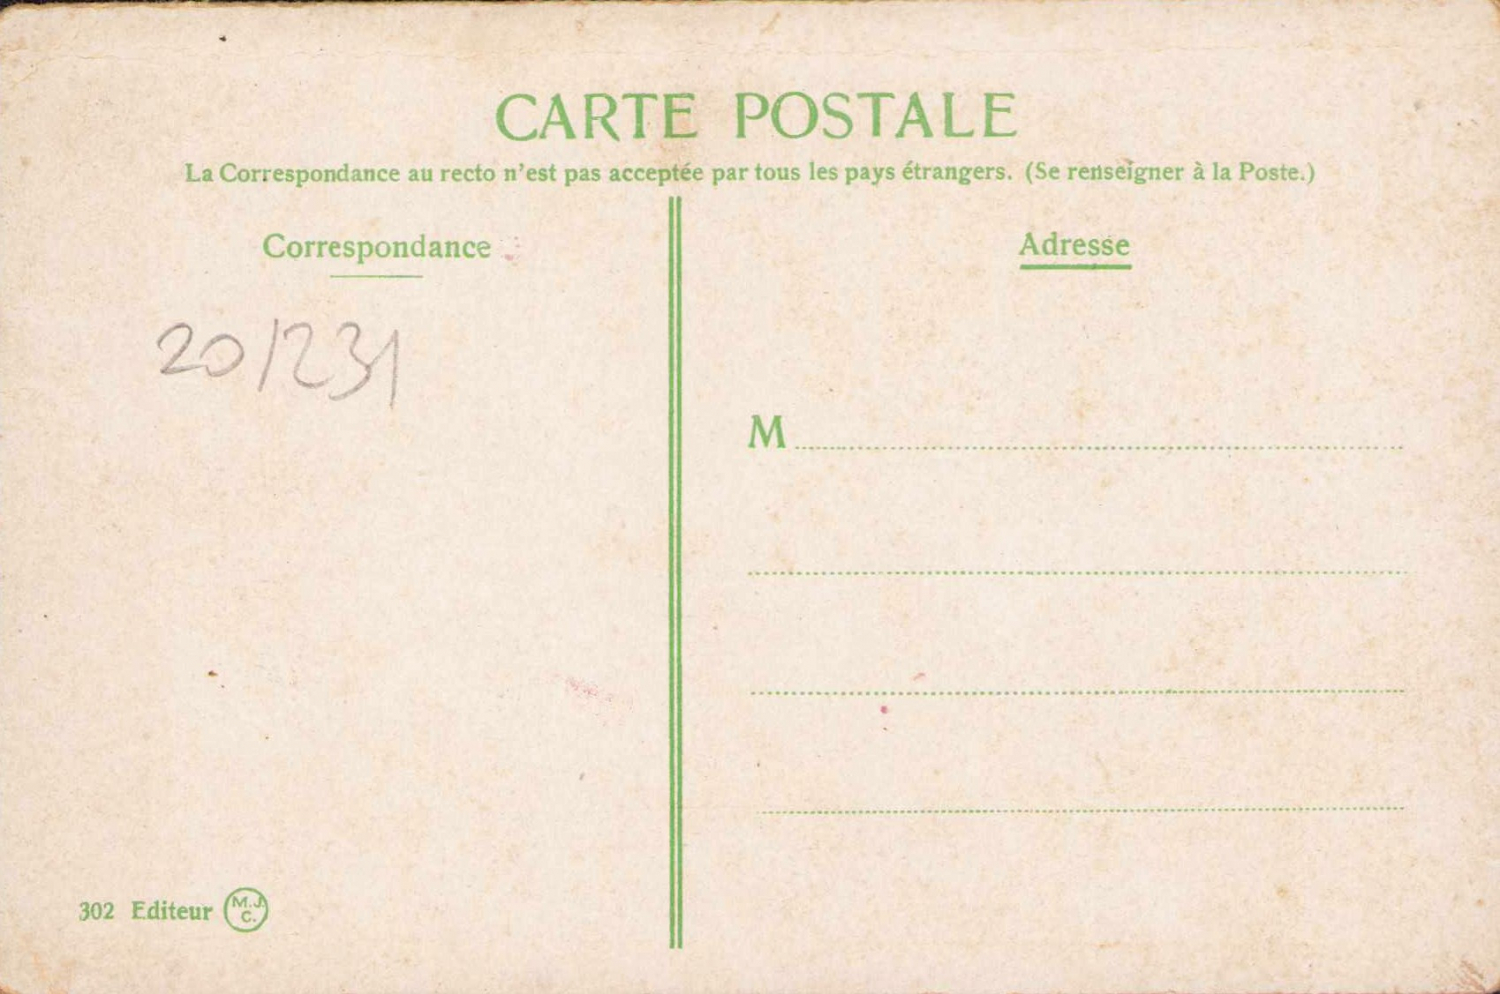 CARTE POSTALE
La Correspondance au recto n'est pas acceptée par tous les pays étrangers. (Se renseigner à la Poste.)
Correspondance
Adresse
20/231
M
302 Editeur M.J.C.